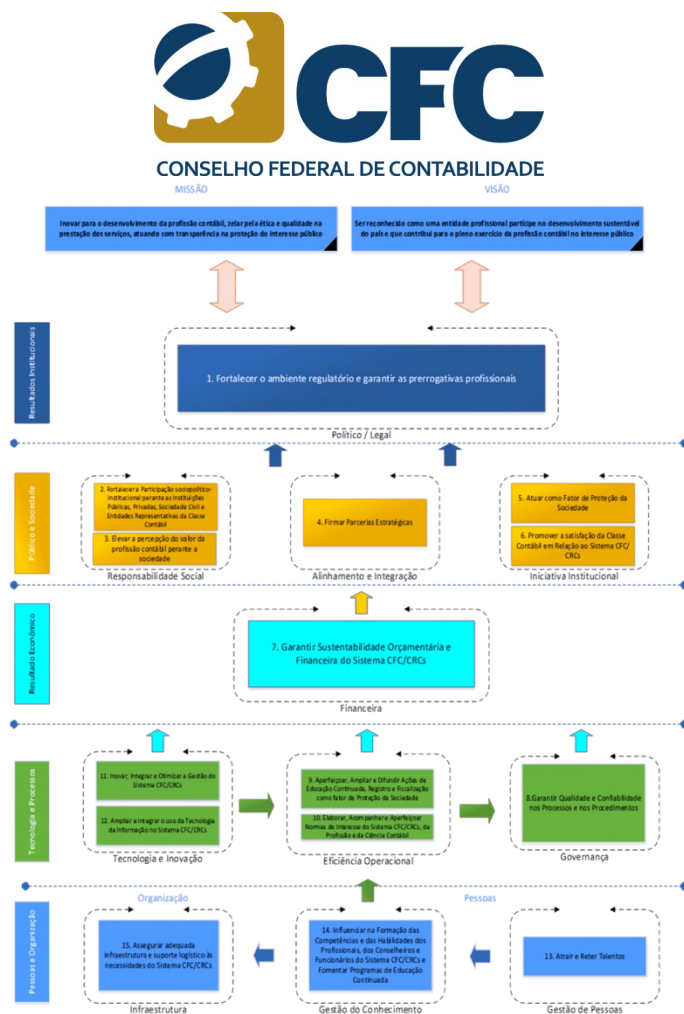 CFC
CONSELHO FEDERAL DE CONTABILIDADE
MISSÃO
VISÃO
Inovar para o desenvolvimento da profissão contábil, zelar pela ética e qualidade na
prestação dos serviços, atuando com transparência na proteção do interesse público
Ser reconhecido como uma entidade profissional partícipe no desenvolvimento sustentável
do país e que contribui para o pleno exercício da profissão contábil no interesse público
Resultados Institucionais
1. Fortalecer o ambiente regulatório e garantir as prerrogativas profissionais
Político / Legal
Público e Sociedade
2. Fortalecer a Participação sociopolítico-
institucional perante as Instituições
Públicas, Privadas, Sociedade Civil e
Entidades Representativas da Classe
Contábil
3. Elevar a percepção do valor da
profissão contábil perante a
sociedade
Responsabilidade Social
4. Firmar Parcerias Estratégicas
Alinhamento e Integração
5. Atuar como Fator de Proteção da
Sociedade
6. Promover a satisfação da Classe
Contábil em Relação ao Sistema CFC/
CRCs
Iniciativa Institucional
Resultado Econômico
7. Garantir Sustentabilidade Orçamentária e
Financeira do Sistema CFC/CRCs
Financeira
Tecnologia e Processos
11. Inovar, Integrar e Otimizar a Gestão do
Sistema CFC/CRCs
12. Ampliar e integrar o uso da Tecnologia
da Informação no Sistema CFC/CRCs
Tecnologia e Inovação
9. Aperfeiçoar, Ampliar e Difundir Ações de
Educação Continuada, Registro e Fiscalização
como fator de Proteção da Sociedade
10. Elaborar, Acompanhar e Aperfeiçoar
Normas de Interesse do Sistema CFC/CRCs, da
Profissão e da Ciência Contábil
Eficiência Operacional
8.Garantir Qualidade e Confiabilidade
nos Processos e nos Procedimentos
Governança
Pessoas e Organização
Organização
Pessoas
15. Assegurar adequada
infraestrutura e suporte logístico às
necessidades do Sistema CFC/CRCs
Infraestrutura
14. Influenciar na Formação das
Competências e das Habilidades dos
Profissionais, dos Conselheiros e
Funcionários do Sistema CFC/CRCs e
Fomentar Programas de Educação
Continuada
Gestão do Conhecimento
13. Atrair e Reter Talentos
Gestão de Pessoas